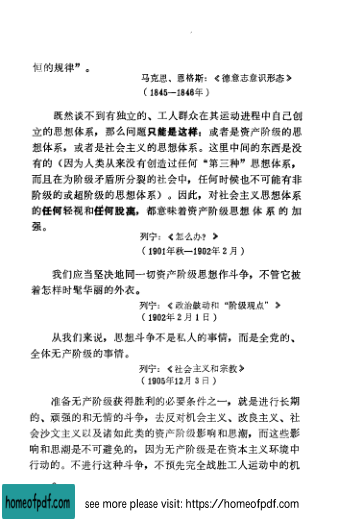 恒的规律”。
马克思、恩格斯：《德意志意识形态》
（1845—1846年）
既然谈不到有独立的、工人群众在其运动进程中自己创
立的思想体系，那么问题只能是这样：或者是资产阶级的思
想体系，或者是社会主义的思想体系。这里中间的东西是没
有的（因为人类从来没有创造过任何“第三种”思想体系，
而且在为阶级矛盾所分裂的社会中，任何时候也不可能有非
阶级的或超阶级的思想体系）。因此，对社会主义思想体系
的任何轻视和任何脱离，都意味着资产阶级思想体系的加
强。
列宁：《怎么办？》
（1901年秋—1902年2月）
我们应当坚决地同一切资产阶级思想作斗争，不管它披
着怎样时髦华丽的外衣。
列宁：《政治鼓动和“阶级观点”》
（1902年2月1日）
从我们来说，思想斗争不是私人的事情，而是全党的、
全体无产阶级的事情。
列宁：《社会主义和宗教》
（1905年12月3日）
准备无产阶级获得胜利的必要条件之一，就是进行长期
的、顽强的和无情的斗争，去反对机会主义、改良主义、社
会沙文主义以及诸如此类的资产阶级影响和思潮，而这些影
响和思潮是不可避免的，因为无产阶级是在资本主义环境中
行动的。不进行这种斗争，不预先完全战胜工人运动中的机
homeofpdf.com
see more please visit: https://homeofpdf.com